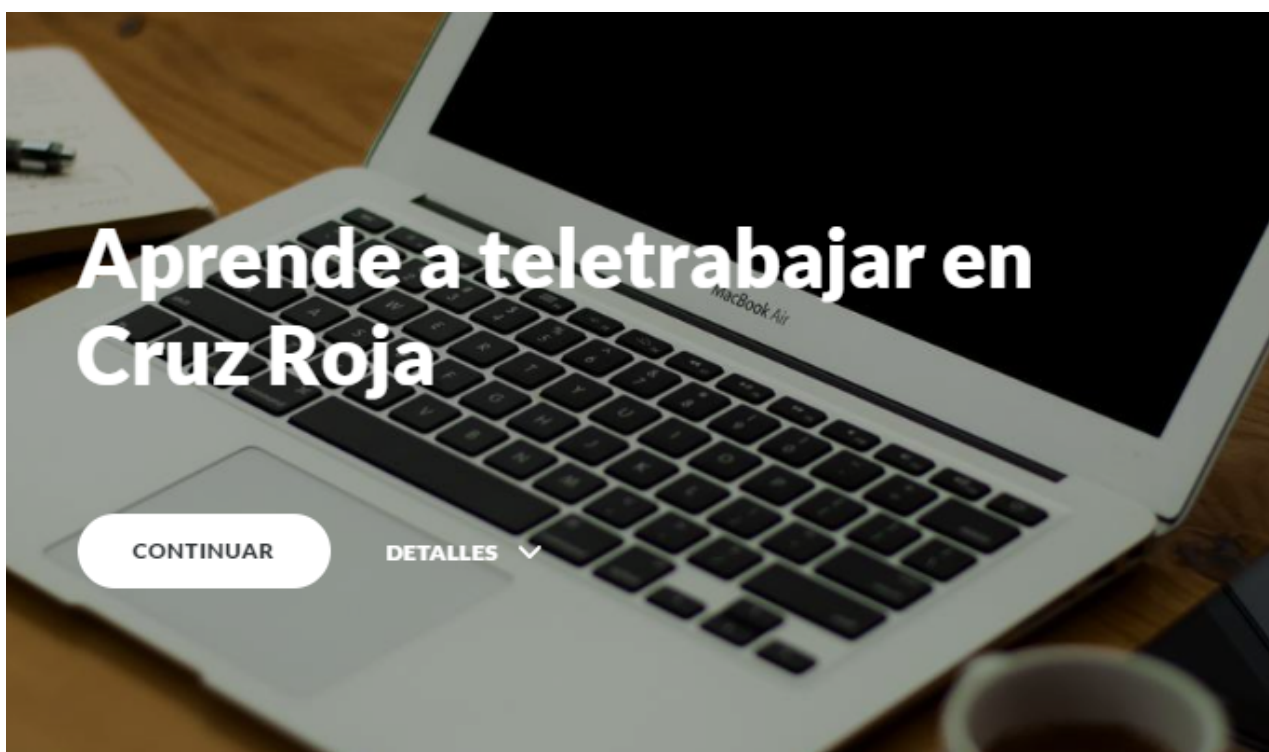 Aprende a teletrabajar en
MacBook Air
Cruz Roja
CONTINUAR
DETALLES